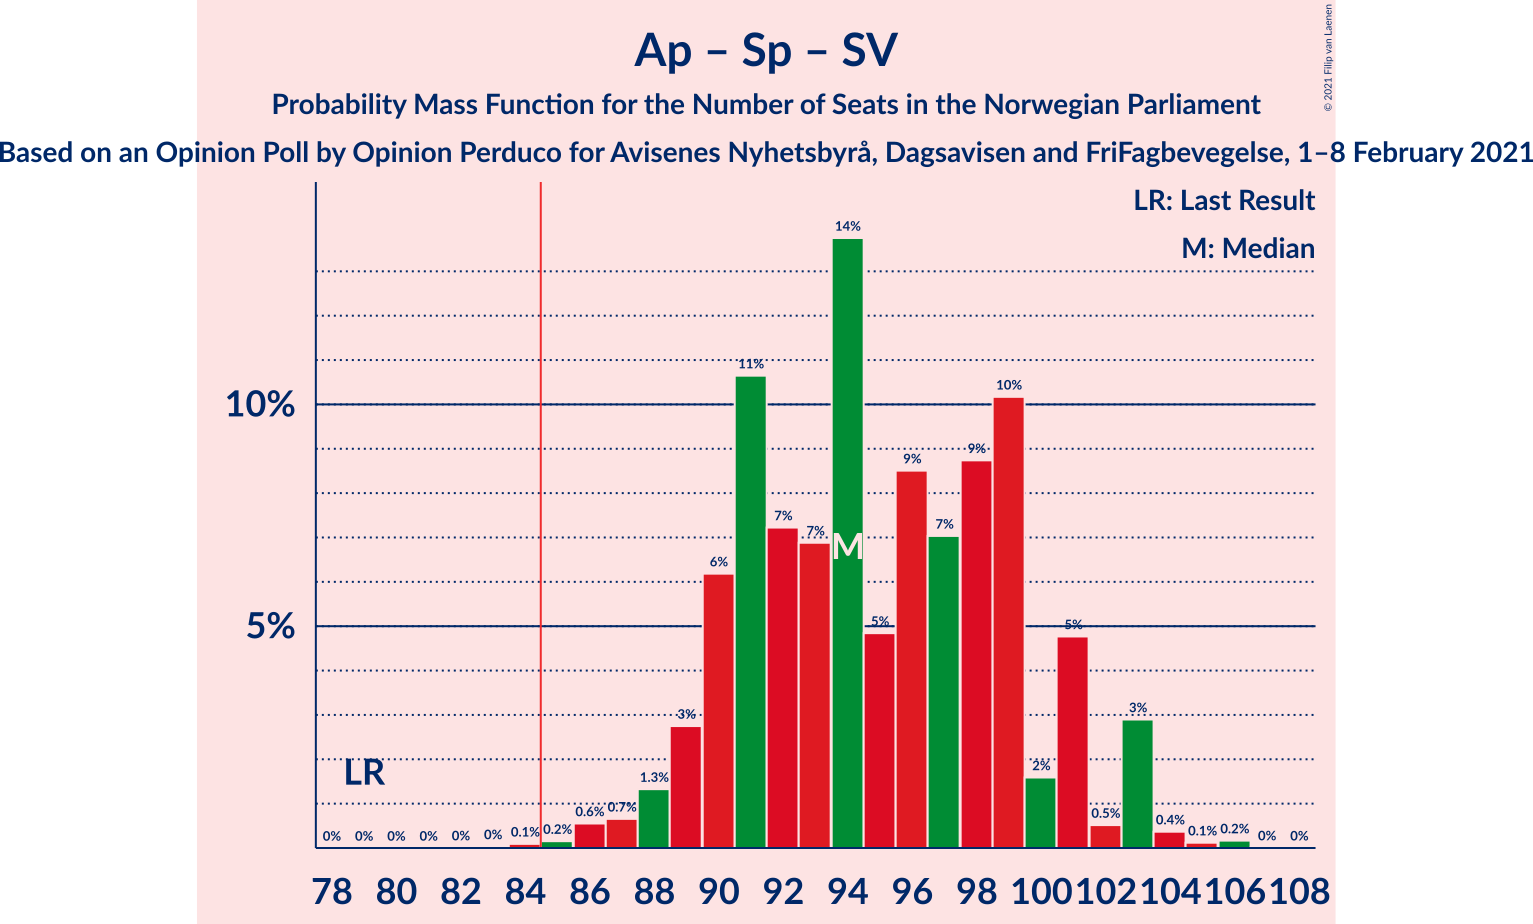 Ap – Sp – SV
Probability Mass Function for the Number of Seats in the Norwegian Parliament
Based on an Opinion Poll by Opinion Perduco for Avisenes Nyhetsbyrå, Dagsavisen and FriFagbevegelse, 1–8 February 2021
© 2021 Filip van Laenen
LR: Last Result
M: Median
10%
5%
LR
M
0% 0% 0% 0% 0% 0% 0.1% 0.2% 0.6% 0.7% 1.3% 3% 6% 11% 7% 7% 14% 5% 9% 7% 9% 10% 2% 5% 0.5% 3% 0.4% 0.1% 0.2% 0% 0%
78 80 82 84 86 88 90 92 94 96 98 100 102 104 106 108